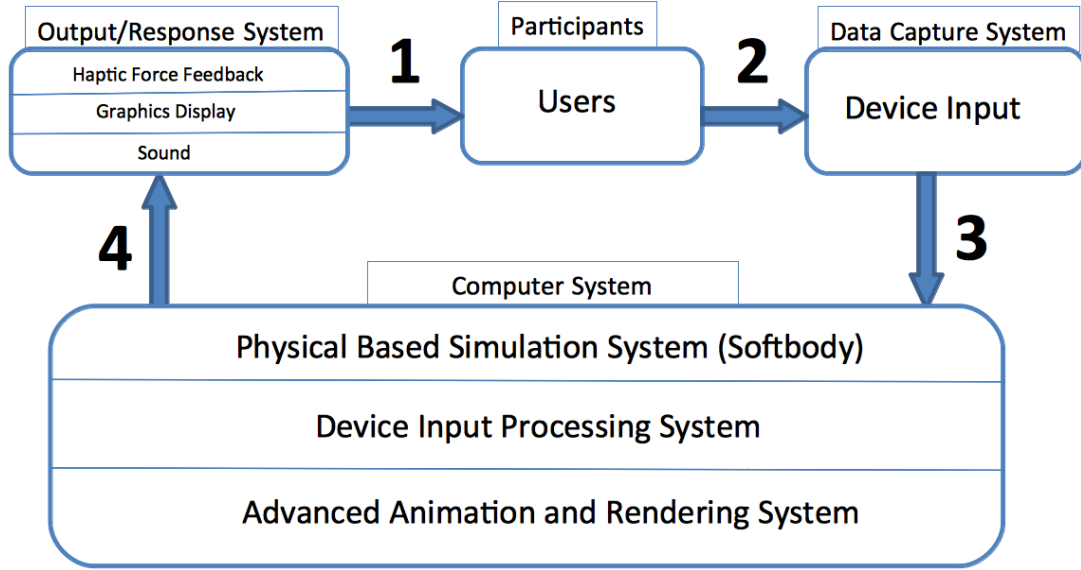 Output/Response System
Haptic Force Feedback
Graphics Display
Sound
1
Participants
Users
2
Data Capture System
Device Input
3
4
Computer System
Physical Based Simulation System (Softbody)
Device Input Processing System
Advanced Animation and Rendering System